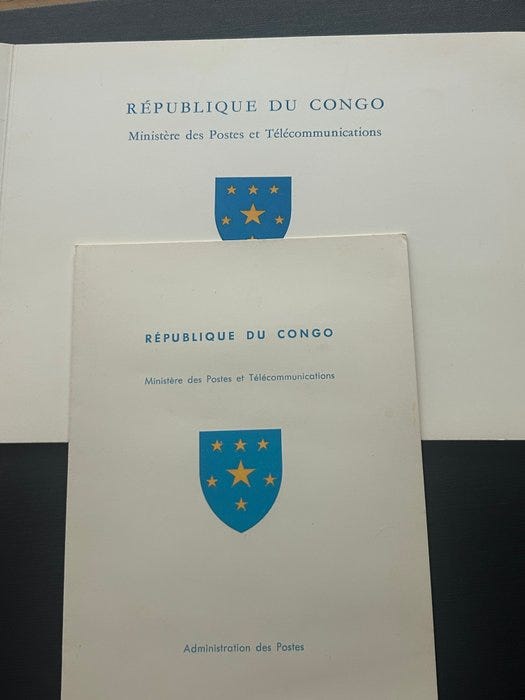 RÉPUBLIQUE DU CONGO
Ministère des Postes et Télécommunications
RÉPUBLIQUE DU CONGO
Ministère des Postes et Télécommunications
Administration des Postes